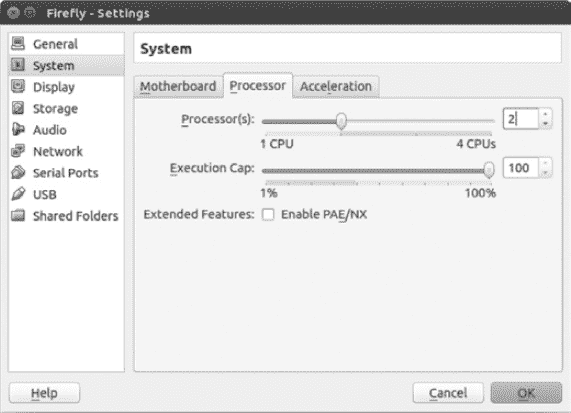 Firefly - Settings
General
System
Display
Storage
Audio
Network
Serial Ports
USB
Shared Folders
System
Motherboard Processor Acceleration
Processor(s): 2
1 CPU 4 CPUs
Execution Cap: 100
1% 100%
Extended Features: Enable PAE/NX
Help Cancel OK